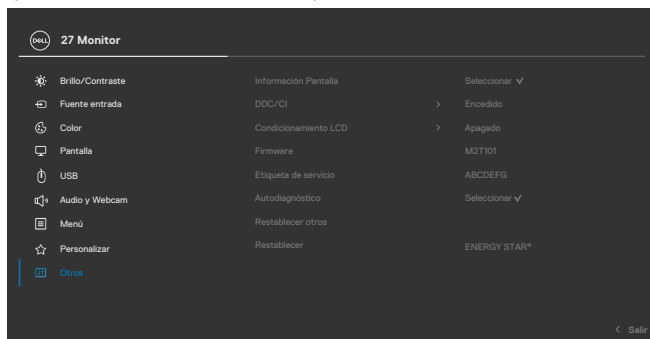 DELL 27 Monitor
Brillo/Contraste Información Pantalla Seleccionar ✓
Fuente entrada DDC/CI > Encedido
Color Condicionamiento LCD > Apagado
Pantalla Firmware M2T101
USB Etiqueta de servicio ABCDEFG
Audio y Webcam Autodiagnóstico Seleccionar ✓
Menú Restablecer otros
Personalizar Restablecer ENERGY STAR®
Otros
< Salir